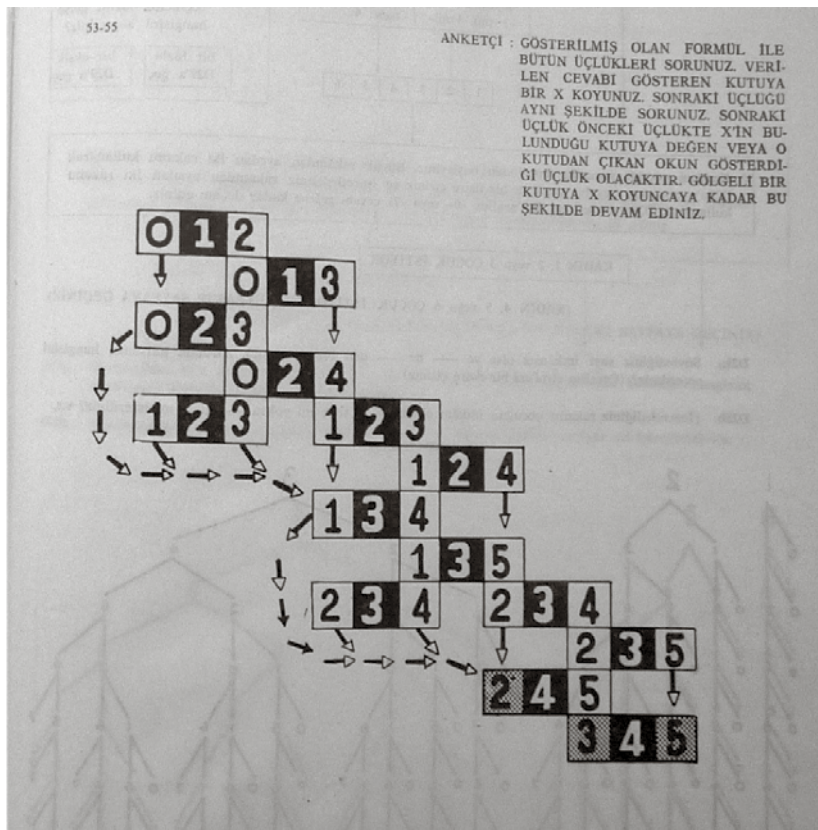 53-55
ANKETÇİ : GÖSTERİLMİŞ OLAN FORMÜL İLE
BÜTÜN ÜÇLÜKLERİ SORUNUZ. VERİ-
LEN CEVABI GÖSTEREN KUTUYA
BİR X KOYUNUZ. SONRAKİ ÜÇLÜĞÜ
AYNI ŞEKİLDE SORUNUZ. SONRAKİ
ÜÇLÜK ÖNCEKİ ÜÇLÜKTE X'İN BU-
LUNDUĞU KUTUYA DEĞEN VEYA O
KUTUDAN ÇIKAN OKUN GÖSTERDİ-
Ğİ ÜÇLÜK OLACAKTIR. GÖLGELİ BİR
KUTUYA X KOYUNCAYA KADAR BU
ŞEKİLDE DEVAM EDİNİZ.
0 1 2
0 1 3
0 2 3
0 2 4
1 2 3 1 2 3
1 2 4
1 3 4
1 3 5
2 3 4 2 3 4
2 3 5
2 4 5
3 4 5